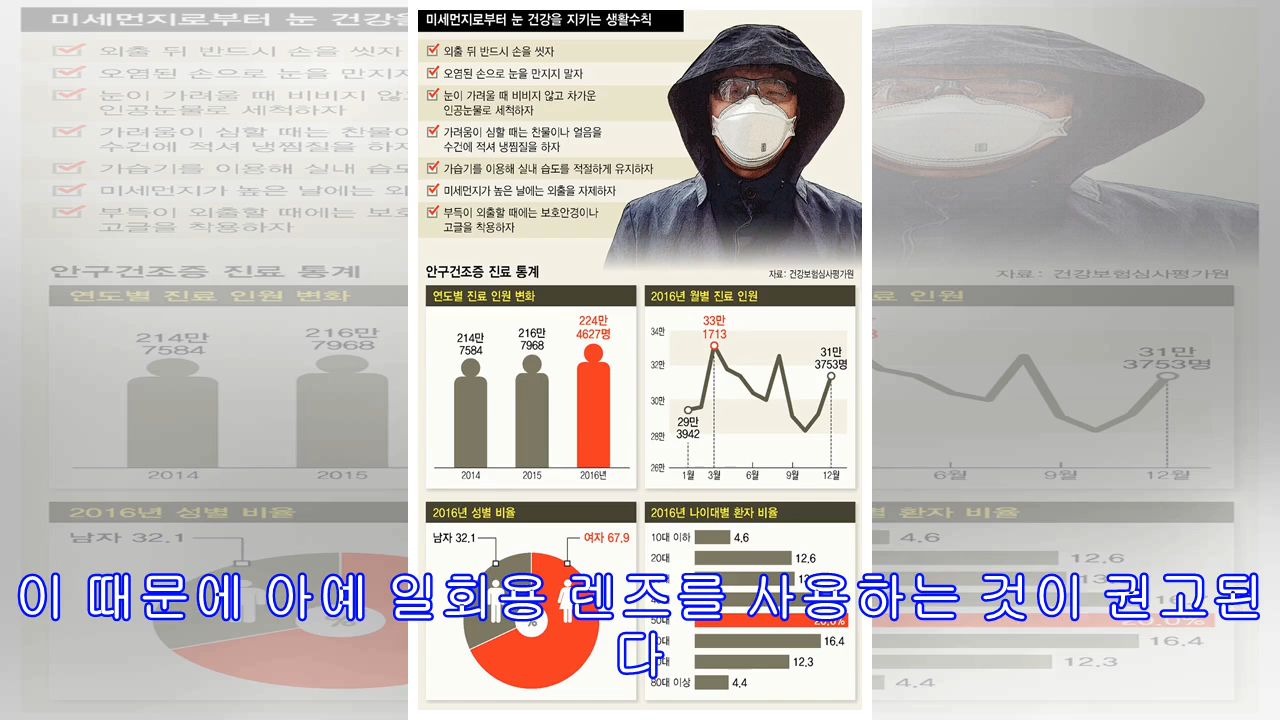 미세먼지로부터 눈 건강을 지키는 생활수칙
외출 뒤 반드시 손을 씻자
오염된 손으로 눈을 만지지 말자
눈이 가려울 때 비비지 않고 차가운
인공눈물로 세척하자
가려움이 심할 때는 찬물이나 얼음을
수건에 적셔 냉찜질을 하자
가습기를 이용해 실내 습도를 적절하게 유지하자
미세먼지가 높은 날에는 외출을 자제하자
부득이 외출할 때에는 보호안경이나
고글을 착용하자
안구건조증 진료 통계
자료: 건강보험심사평가원
연도별 진료 인원 변화
214만
7584
216만
7968
224만
4627명
2014
2015
2016년
2016년 월별 진료 인원
34만
32만
30만
28만
26만
33만
1713
31만
3753명
29만
3942
1월
3월
6월
9월
12월
2016년 성별 비율
남자 32.1
여자 67.9
%
2016년 나이대별 환자 비율
10대 이하
4.6
20대
12.6
16.4
12.3
80대 이상
4.4
이 때문에 아예 일회용 렌즈를 사용하는 것이 권고된
다